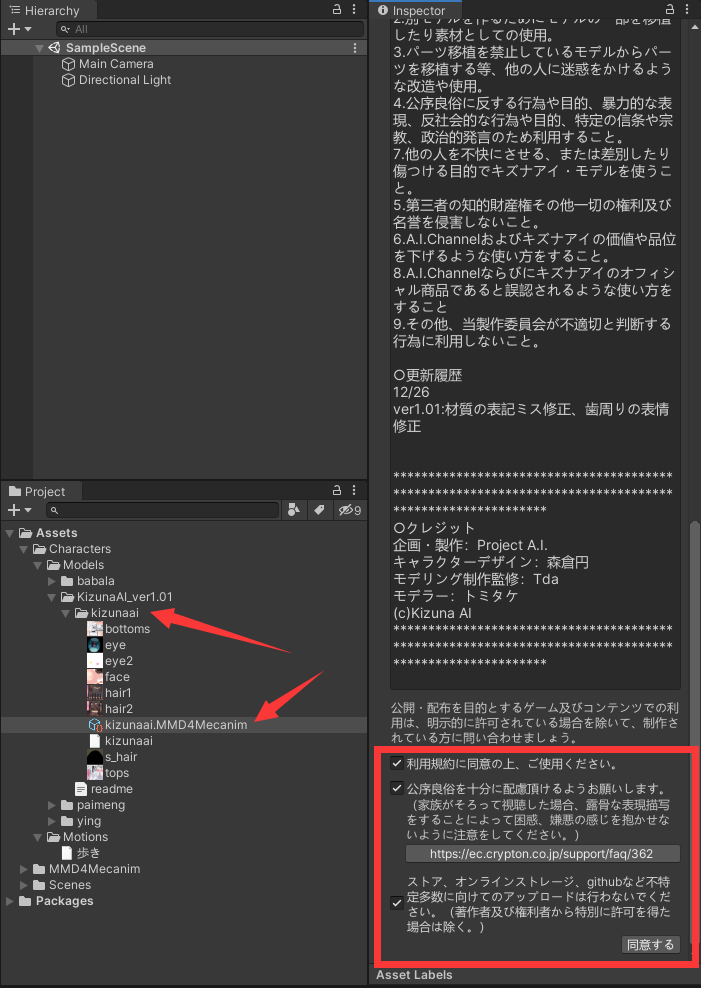 Hierarchy
All
SampleScene
Main Camera
Directional Light
Project
9
Assets
Characters
Models
babala
KizunaAI_ver1.01
kizunaai
bottoms
eye
eye2
face
hair1
hair2
kizunaai.MMD4Mecanim
kizunaai
s_hair
tops
readme
paimeng
ying
Motions
歩き
MMD4Mecanim
Scenes
Packages
Inspector
2.別モデルを作るためにモデルの一部を移植
したり素材としての使用。
3.パーツ移植を禁止しているモデルからパー
ツを移植する等、他の人に迷惑をかけるよう
な改造や使用。
4.公序良俗に反する行為や目的、暴力的な表
現、反社会的な行為や目的、特定の信条や宗
教、政治的発言のため利用すること。
7.他の人を不快にさせる、または差別したり
傷つける目的でキズナアイ・モデルを使うこ
と。
5.第三者の知的財産権その他一切の権利及び
名誉を侵害しないこと。
6.A.I.Channelおよびキズナアイの価値や品位
を下げるような使い方をすること。
8.A.I.Channelならびにキズナアイのオフィシ
ャル商品であると誤認されるような使い方を
すること
9.その他、当製作委員会が不適切と判断する
行為に利用しないこと。
○更新履歴
12/26
ver1.01:材質の表記ミス修正、歯周りの表情
修正
****************************************
****************************************
**********************
○クレジット
企画・製作：Project A.I.
キャラクターデザイン：森倉円
モデリング制作監修：Tda
モデラー：トミタケ
(c)Kizuna AI
****************************************
****************************************
**********************
公開・配布を目的とするゲーム及びコンテンツでの利
用は、明示的に許可されている場合を除いて、制作さ
れている方に問い合わせましょう。
利用規約に同意の上、ご使用ください。
公序良俗を十分に配慮頂けるようお願いします。
（家族がそろって視聴した場合、露骨な表現描写
をすることによって困惑、嫌悪の感じを抱かせな
いように注意をしてください。）
https://ec.crypton.co.jp/support/faq/362
ストア、オンラインストレージ、githubなど不特
定多数に向けてのアップロードは行わないでくだ
さい。（著作者及び権利者から特別に許可を得た
場合は除く。）
同意する
Asset Labels